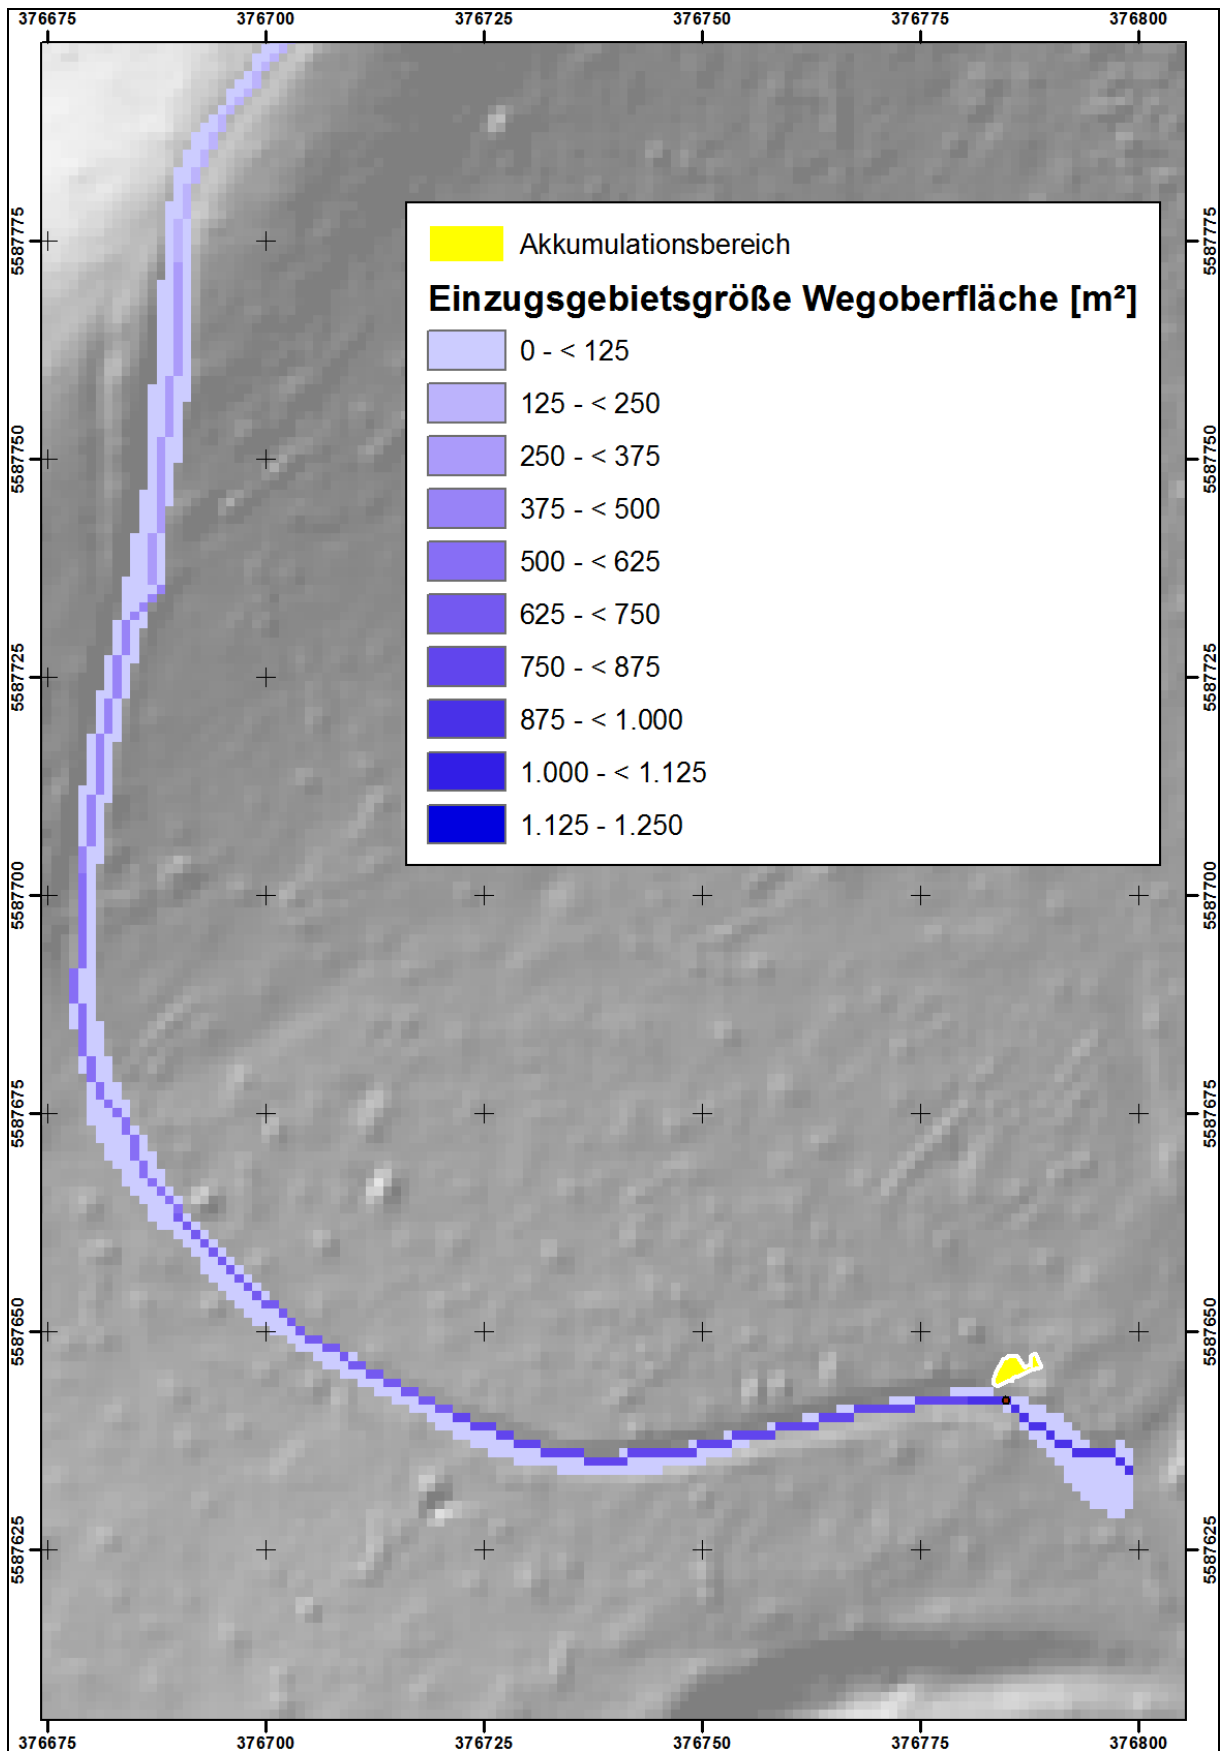 376675 376700 376725 376750 376775 376800
5587775 5587775
Akkumulationsbereich
Einzugsgebietsgröße Wegoberfläche [m²]
0 - < 125
125 - < 250
250 - < 375
5587750 5587750
375 - < 500
500 - < 625
625 - < 750
750 - < 875
5587725 5587725
875 - < 1.000
1.000 - < 1.125
1.125 - 1.250
5587700 5587700
5587675 5587675
5587650 5587650
5587625 5587625
376675 376700 376725 376750 376775 376800